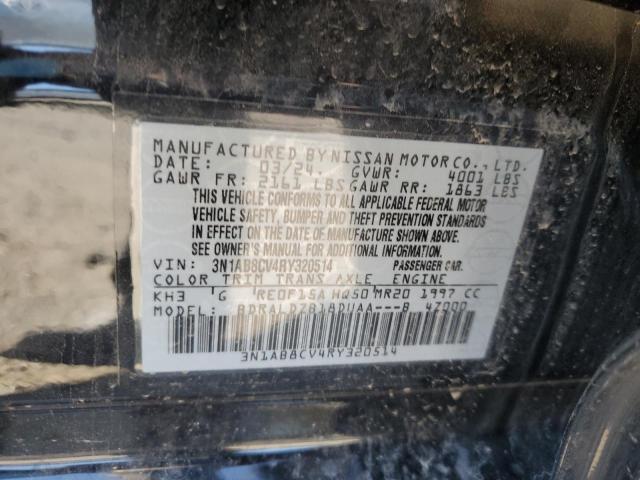 MANUFACTURED BY NISSAN MOTOR CO., LTD.
DATE: 03/24. GVWR: 4001 LBS
GAWR FR: 2161 LBS GAWR RR: 1863 LBS
THIS VEHICLE CONFORMS TO ALL APPLICABLE FEDERAL MOTOR
VEHICLE SAFETY, BUMPER AND THEFT PREVENTION STANDARDS
IN EFFECT ON THE DATE OF MANUFACTURE SHOWN ABOVE.
SEE OWNER'S MANUAL FOR ADDITIONAL INFORMATION.
VIN: 3N1AB8CV4RY320514 PASSENGER CAR.
COLOR TRIM TRANS AXLE ENGINE
KH3 G RE0F15A HQ50 MR20 1997 CC
MODEL: BDRALDZB18DUAA---B 4Z000
3N1AB8CV4RY320514